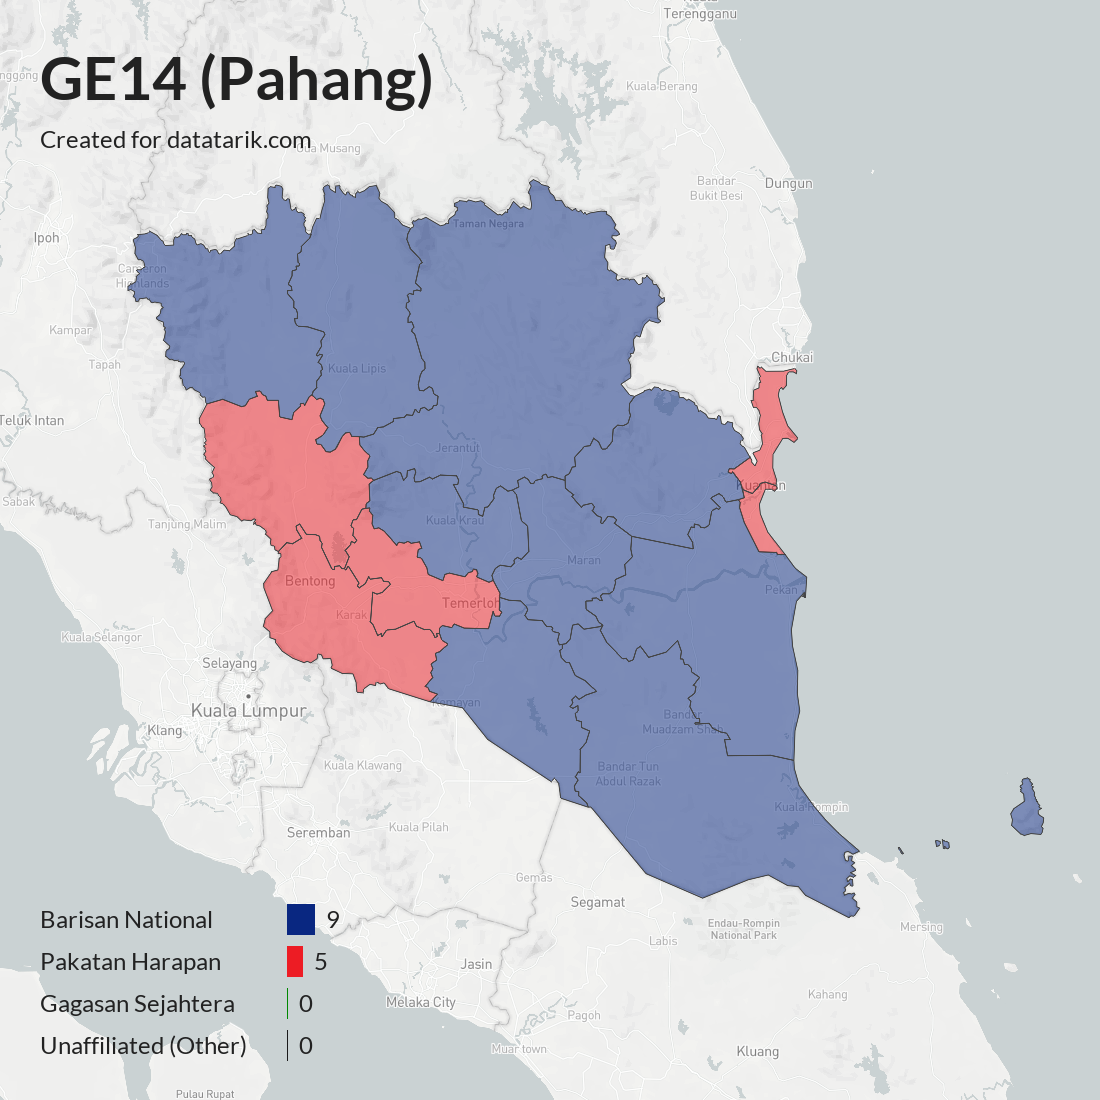 Kuala
Terengganu
GE14 (Pahang)
nggong
Kuala Berang
Created for datatarik.com
Gua Musang
Bandar
Bukit Besi
Dungun
Taman Negara
Ipoh
Cameron
Highlands
Kampar
Chukai
Tapah
Kuala Lipis
Teluk Intan
Jerantut
Kuantan
Sabak
Tanjung Malim
Kuala Krau
Maran
Bentong
Pekan
Temerloh
Karak
Kuala Selangor
Selayang
Kemayan
Kuala Lumpur
Bandar
Muadzam Shah
Klang
Kuala Klawang
Bandar Tun
Abdul Razak
Kuala Rompin
Seremban
Kuala Pilah
Gemas
Segamat
Barisan National 9
Endau-Rompin
National Park
Mersing
Labis
Pakatan Harapan 5
Jasin
Kahang
Gagasan Sejahtera 0
Melaka City
Pagoh
Unaffiliated (Other) 0
Muar town
Kluang
Pulau Rupat